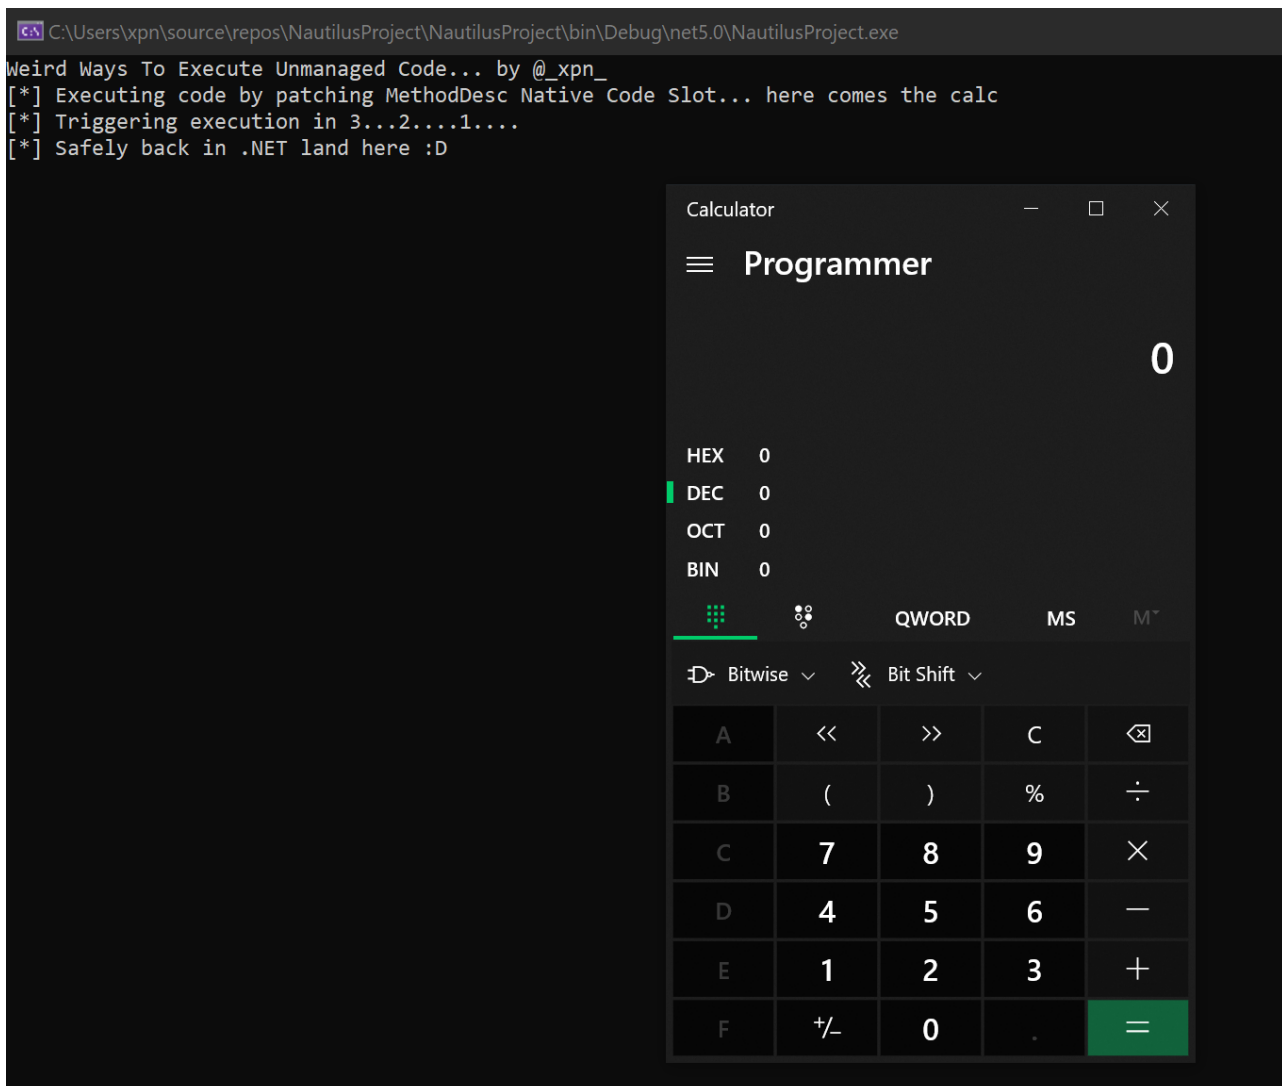 C:\Users\xpn\source\repos\NautilusProject\NautilusProject\bin\Debug\net5.0\NautilusProject.exe
Weird Ways To Execute Unmanaged Code... by @_xpn_
[*] Executing code by patching MethodDesc Native Code Slot... here comes the calc
[*] Triggering execution in 3...2....1....
[*] Safely back in .NET land here :D
Calculator
Programmer
0
HEX 0
DEC 0
OCT 0
BIN 0
QWORD MS M
Bitwise Bit Shift
A << >> C
B ( ) %  ÷
C 7 8 9 ×
D 4 5 6 −
E 1 2 3 +
F +/− 0 . =